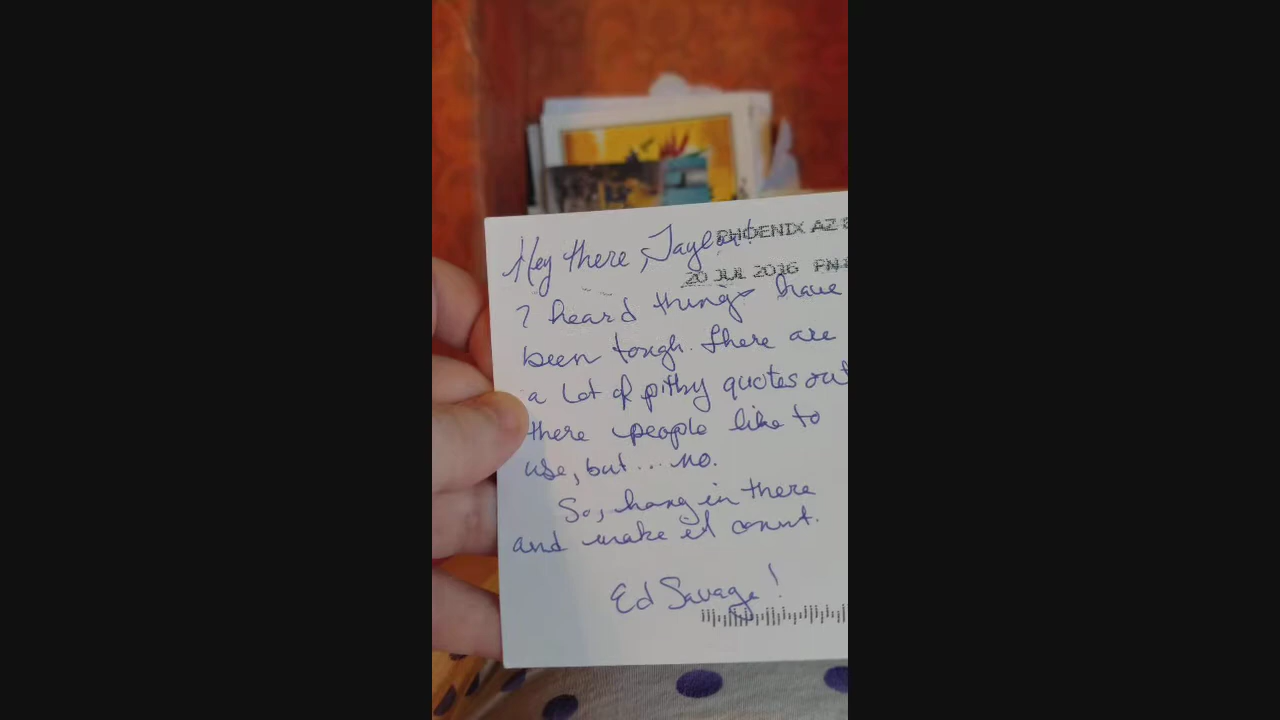 Hey there, Taylor!
PHOENIX AZ
20 JUL 2016 PM
I heard things have
been tough. There are
a lot of pithy quotes out
there people like to
use, but... no.
So, hang in there
and make it count.
Ed Savage!